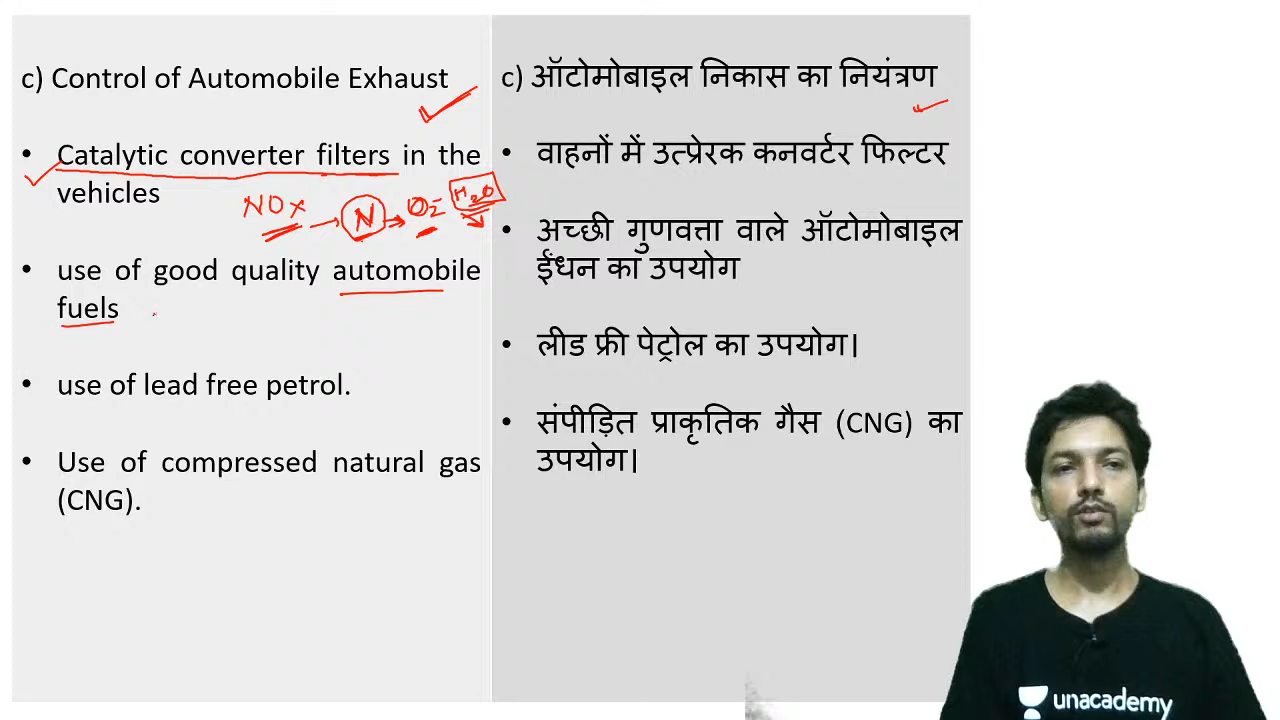 c) Control of Automobile Exhaust
• Catalytic converter filters in the
vehicles
NOx → N → O2 H2O
• use of good quality automobile
fuels
• use of lead free petrol.
• Use of compressed natural gas
(CNG).
c) ऑटोमोबाइल निकास का नियंत्रण
• वाहनों में उत्प्रेरक कनवर्टर फिल्टर
• अच्छी गुणवत्ता वाले ऑटोमोबाइल
ईंधन का उपयोग
• लीड फ्री पेट्रोल का उपयोग।
• संपीड़ित प्राकृतिक गैस (CNG) का
उपयोग।
unacademy